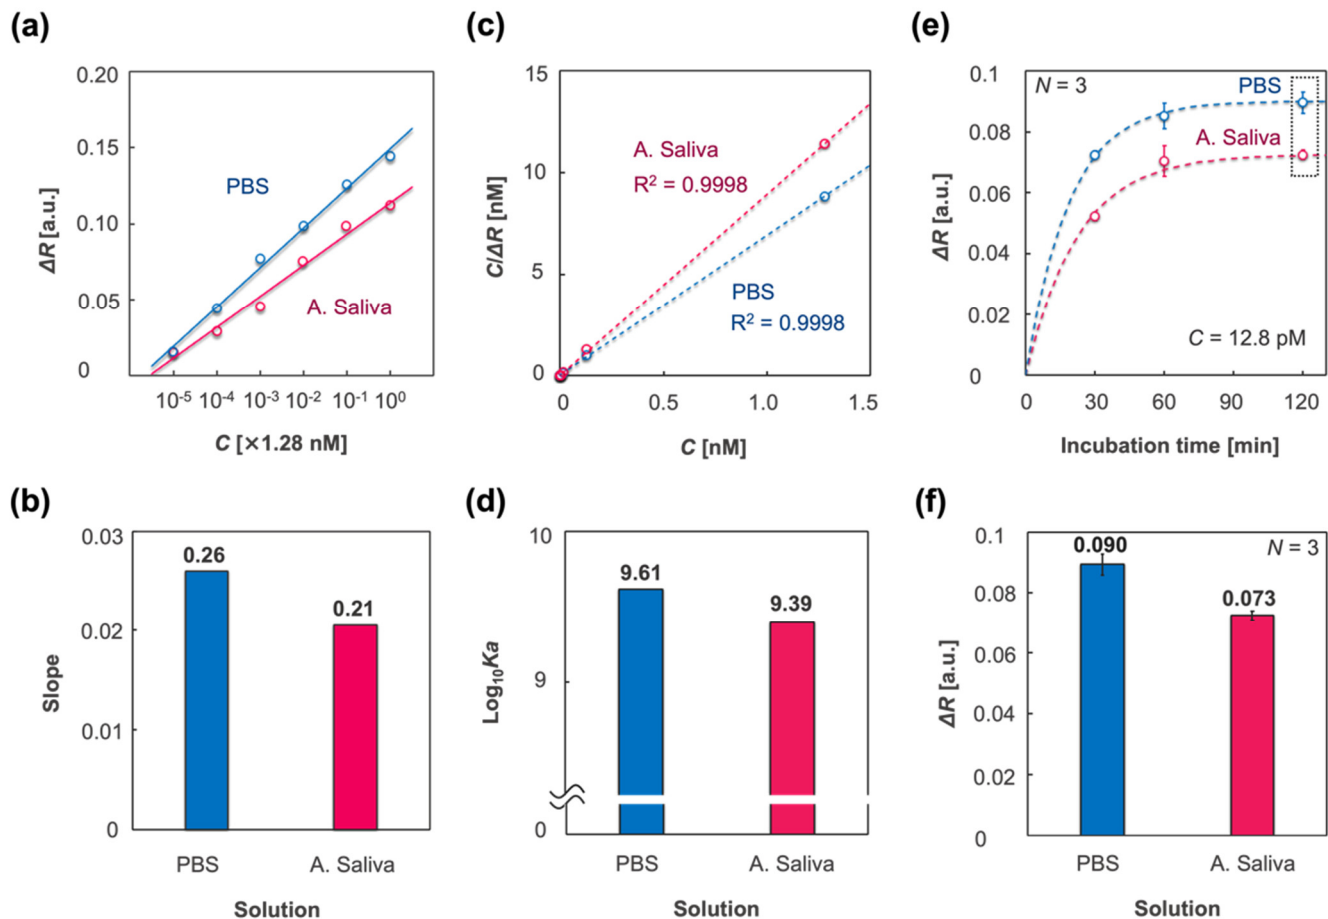 (a)
0.20
0.15
0.10
0.05
0
ΔR [a.u.]
PBS
A. Saliva
10-5 10-4 10-3 10-2 10-1 100
C [×1.28 nM]
(c)
15
10
5
0
C/ΔR [nM]
A. Saliva
R2 = 0.9998
PBS
R2 = 0.9998
0 0.5 1.0 1.5
C [nM]
(e)
0.1
0.08
0.06
0.04
0.02
0
ΔR [a.u.]
N = 3
PBS
A. Saliva
C = 12.8 pM
0 30 60 90 120
Incubation time [min]
(b)
0.03
0.02
0.01
0
Slope
0.26
0.21
PBS A. Saliva
Solution
(d)
10
9
0
Log10Ka
9.61
9.39
PBS A. Saliva
Solution
(f)
0.1
0.08
0.06
0.04
0.02
0
ΔR [a.u.]
0.090
N = 3
0.073
PBS A. Saliva
Solution